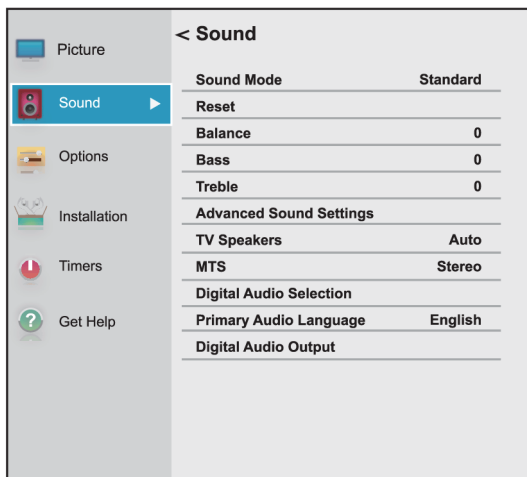 Picture
Sound
Options
Installation
Timers
? Get Help
< Sound
Sound Mode Standard
Reset
Balance 0
Bass 0
Treble 0
Advanced Sound Settings
TV Speakers Auto
MTS Stereo
Digital Audio Selection
Primary Audio Language English
Digital Audio Output